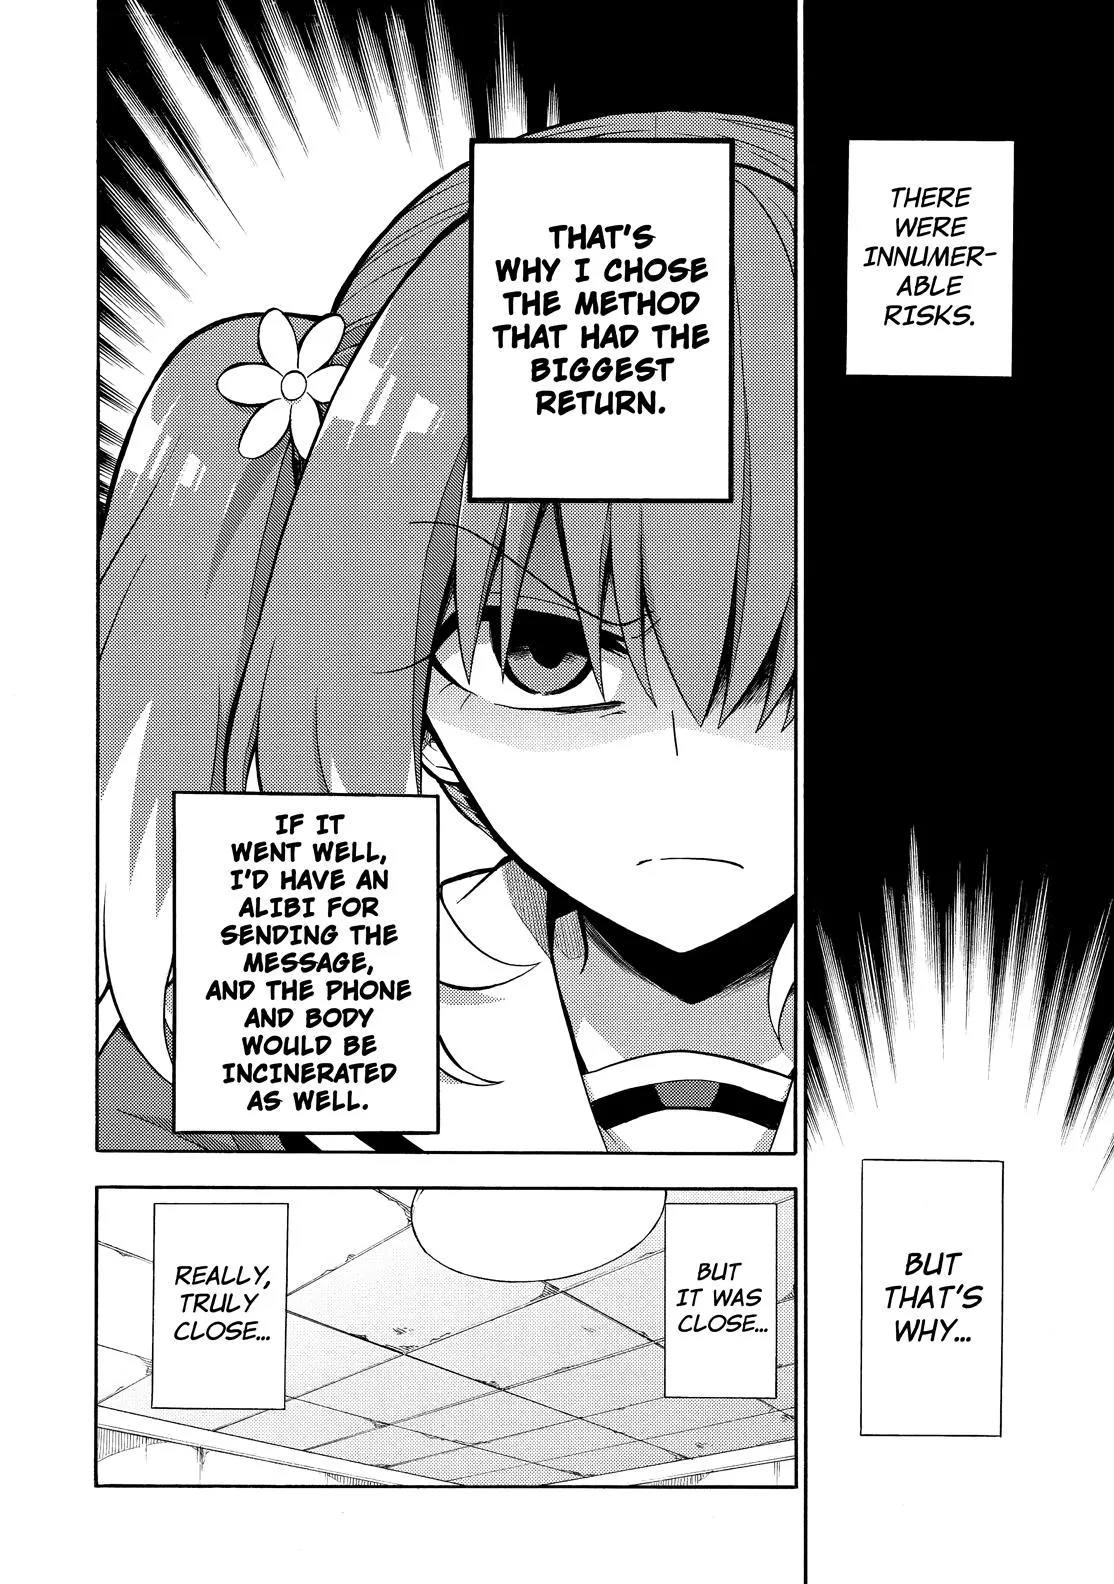 THERE
WERE
INNUMER-
ABLE
RISKS.
BUT
THAT'S
WHY...
THAT'S
WHY I CHOSE
THE METHOD
THAT HAD THE
BIGGEST
RETURN.
IF IT
WENT WELL,
I'D HAVE AN
ALIBI FOR
SENDING THE
MESSAGE,
AND THE PHONE
AND BODY
WOULD BE
INCINERATED
AS WELL.
BUT
IT WAS
CLOSE...
REALLY,
TRULY
CLOSE...